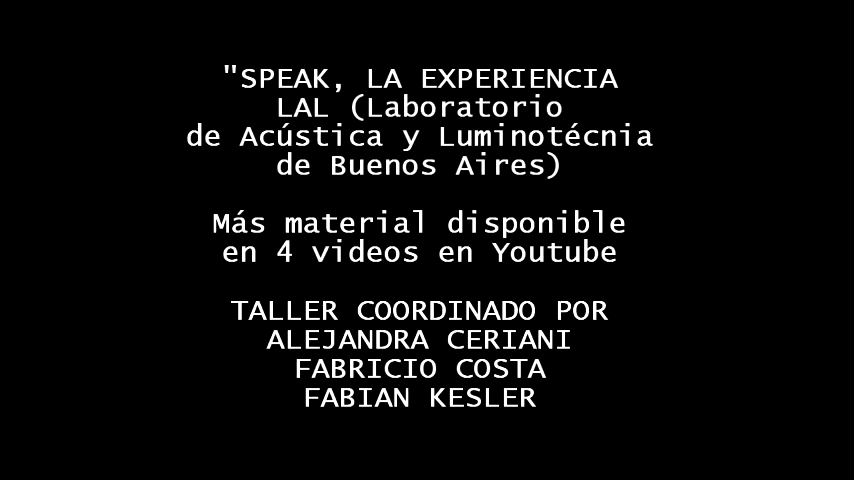 "SPEAK, LA EXPERIENCIA
LAL (Laboratorio
de Acústica y Luminotécnia
de Buenos Aires)
Más material disponible
en 4 videos en Youtube
TALLER COORDINADO POR
ALEJANDRA CERIANI
FABRICIO COSTA
FABIAN KESLER